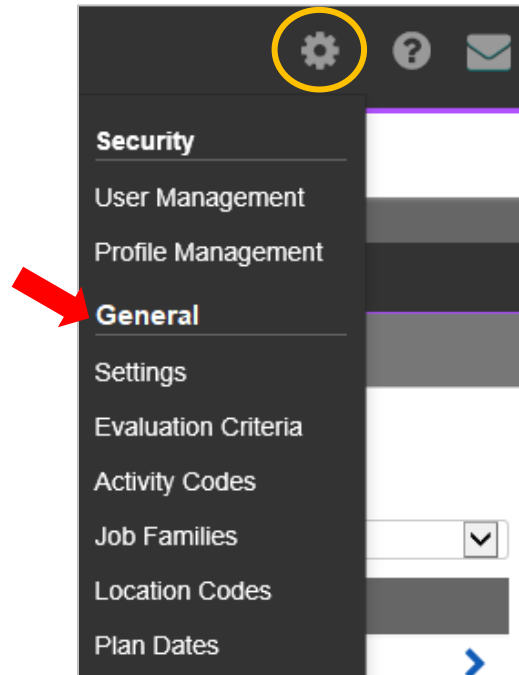 Security
User Management
Profile Management
General
Settings
Evaluation Criteria
Activity Codes
Job Families
Location Codes
Plan Dates